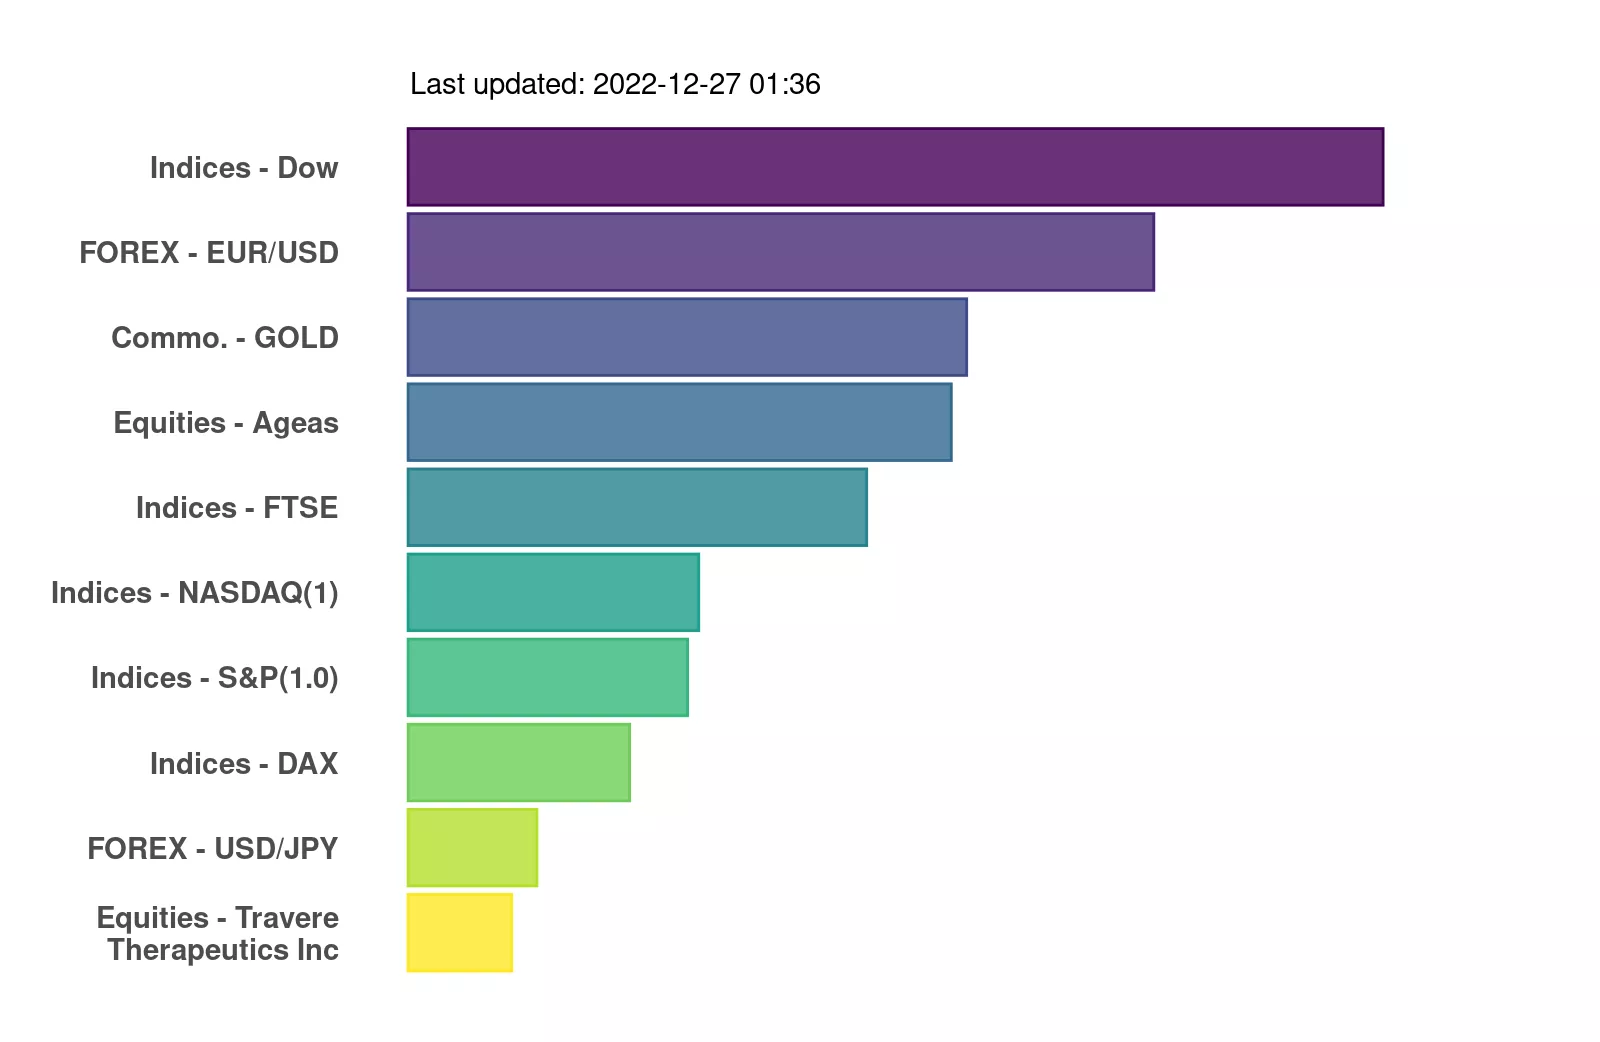 Last updated: 2022-12-27 01:36
Indices - Dow
FOREX - EUR/USD
Commo. - GOLD
Equities - Ageas
Indices - FTSE
Indices - NASDAQ(1)
Indices - S&P(1.0)
Indices - DAX
FOREX - USD/JPY
Equities - Travere
Therapeutics Inc